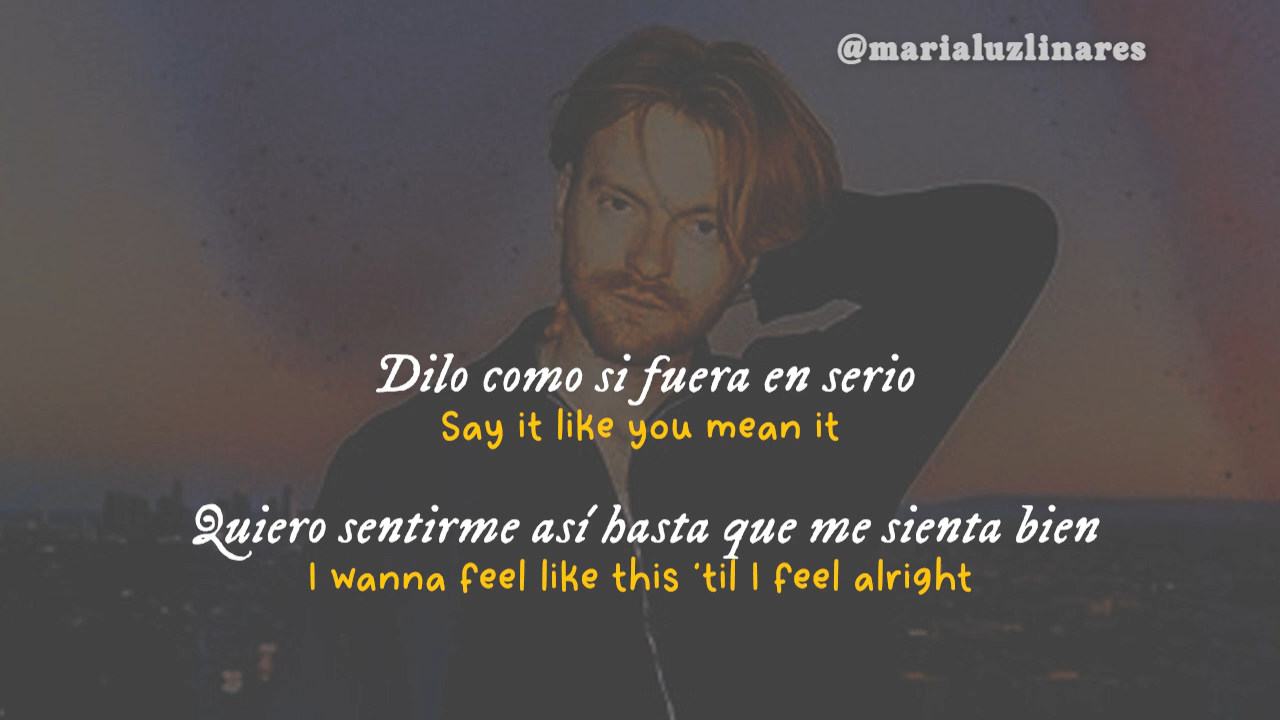 @marialuzlinares
Dilo como si fuera en serio
Say it like you mean it
Quiero sentirme así hasta que me sienta bien
I wanna feel like this 'til I feel alright